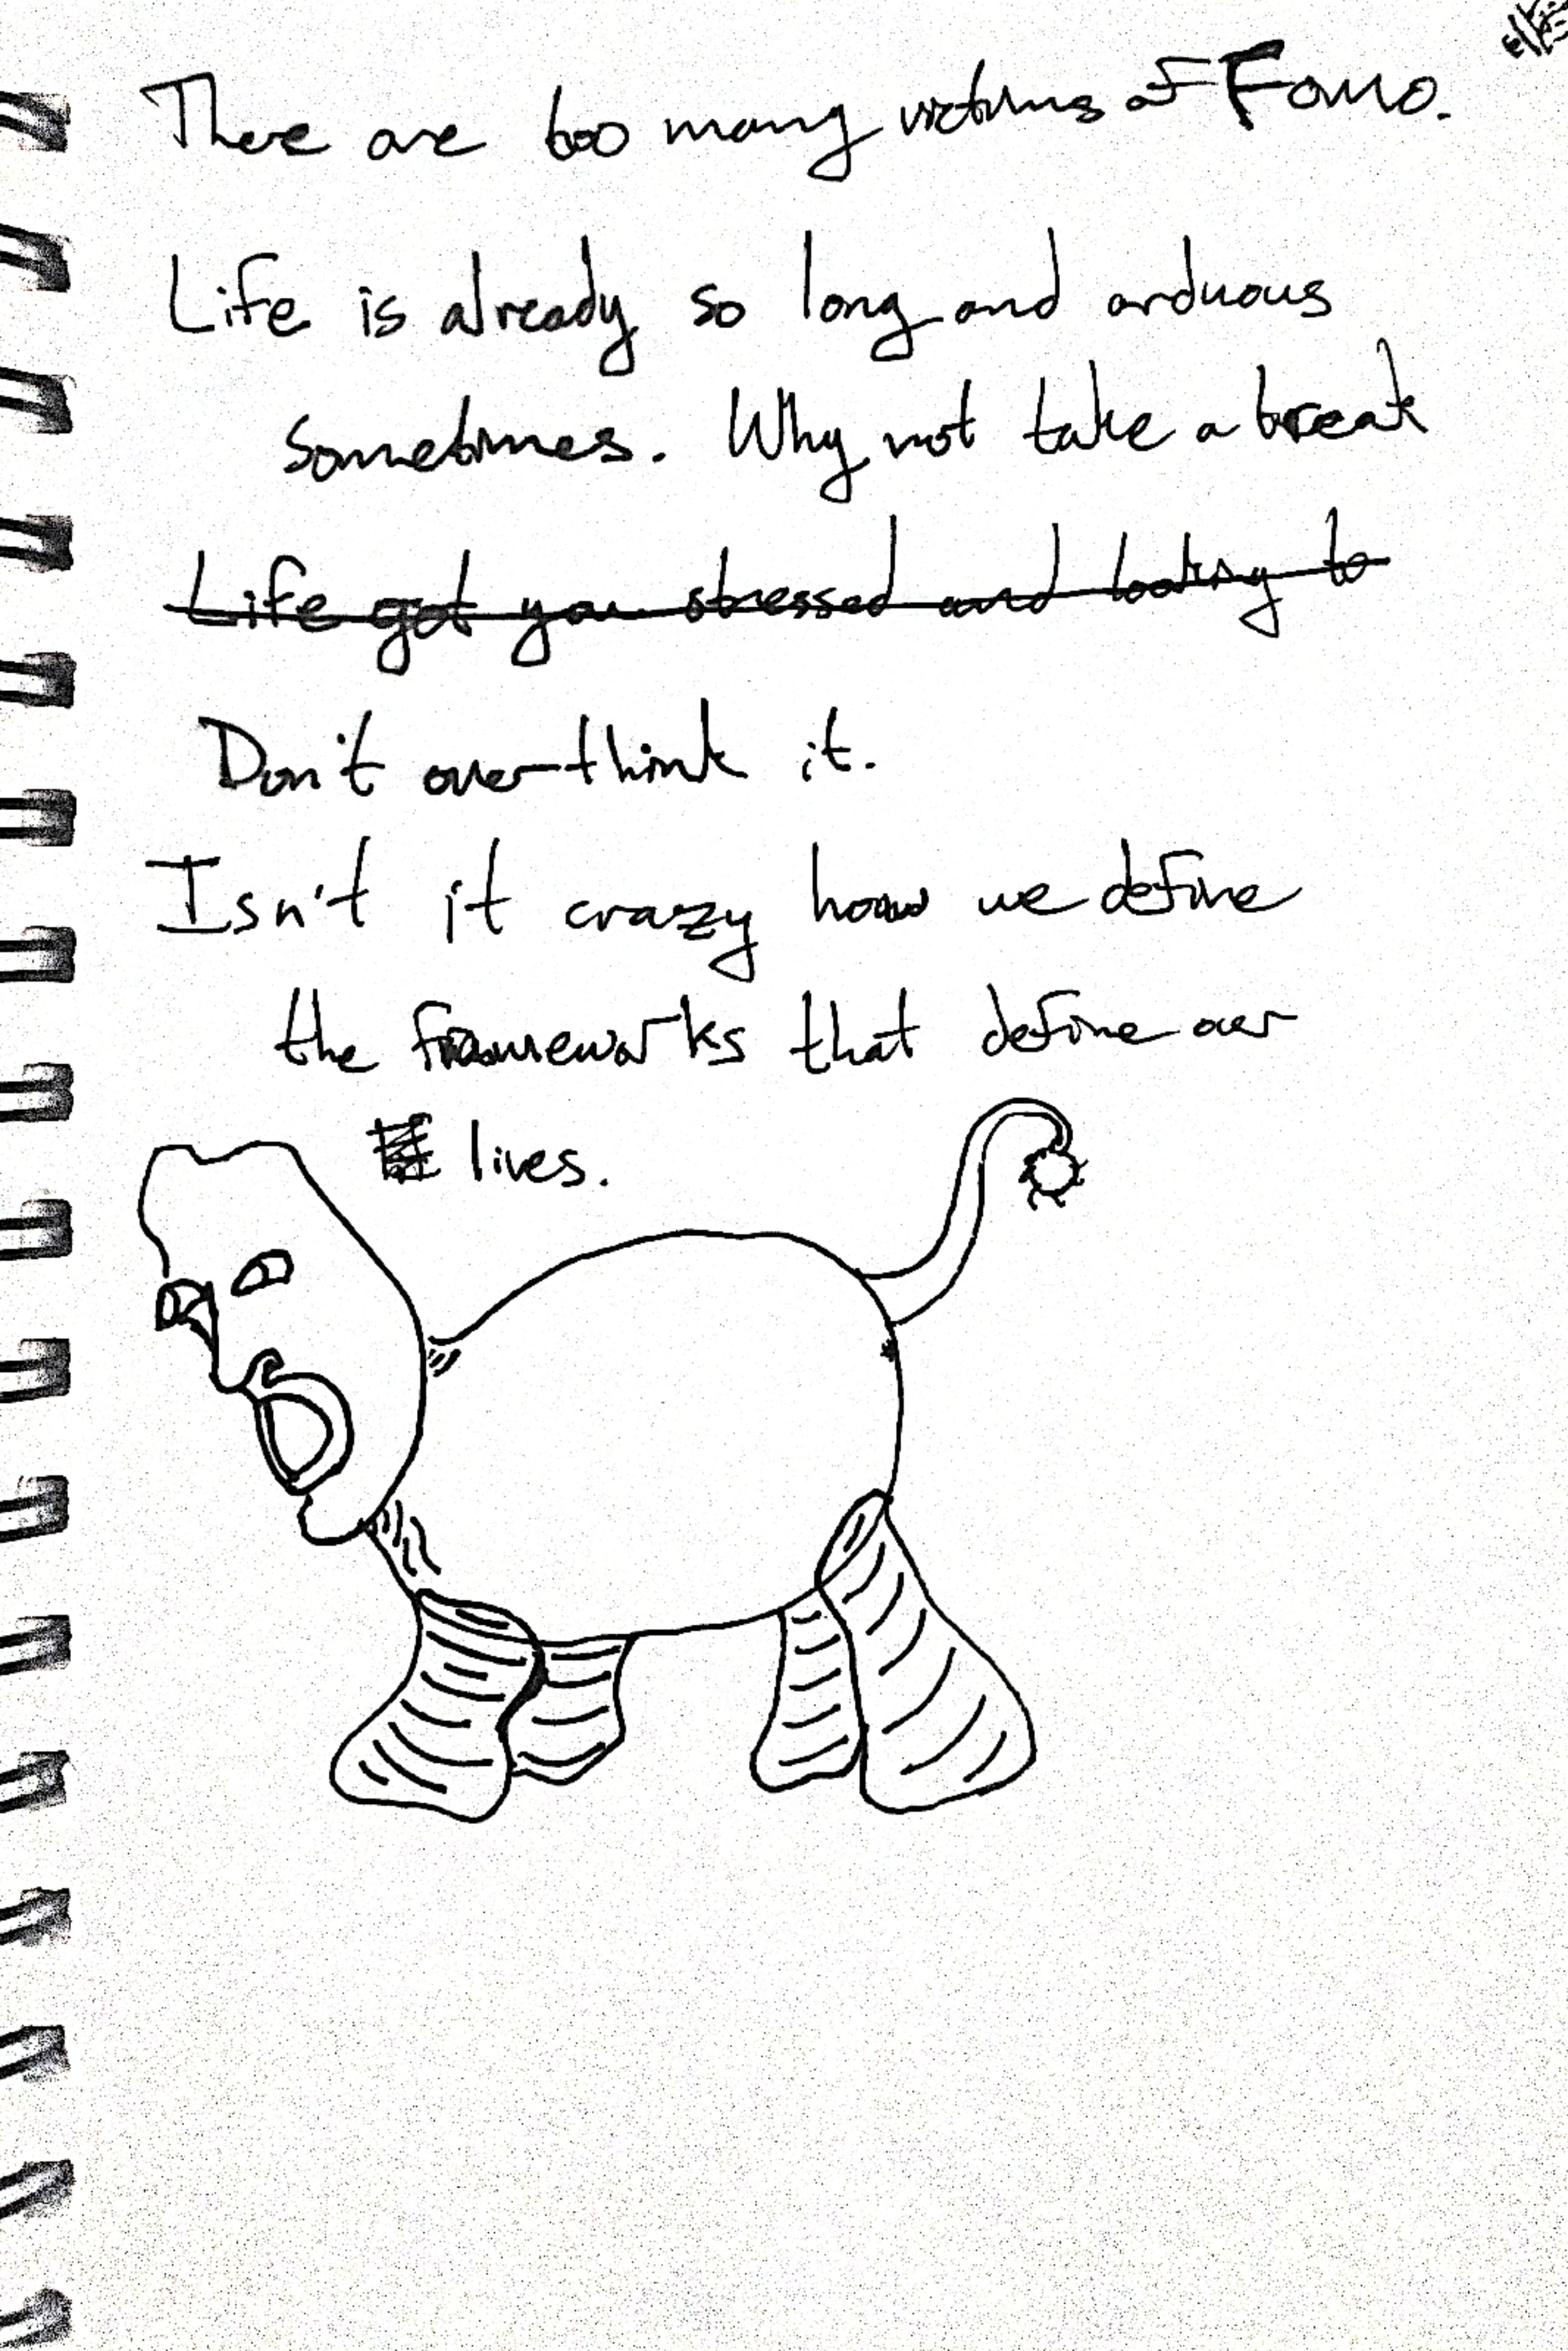 There are too many victims of Fomo.
Life is already so long and arduous
sometimes. Why not take a break
Life got you stressed and looking to
Don't over-think it.
Isn't it crazy how we define
the frameworks that define our
lives.